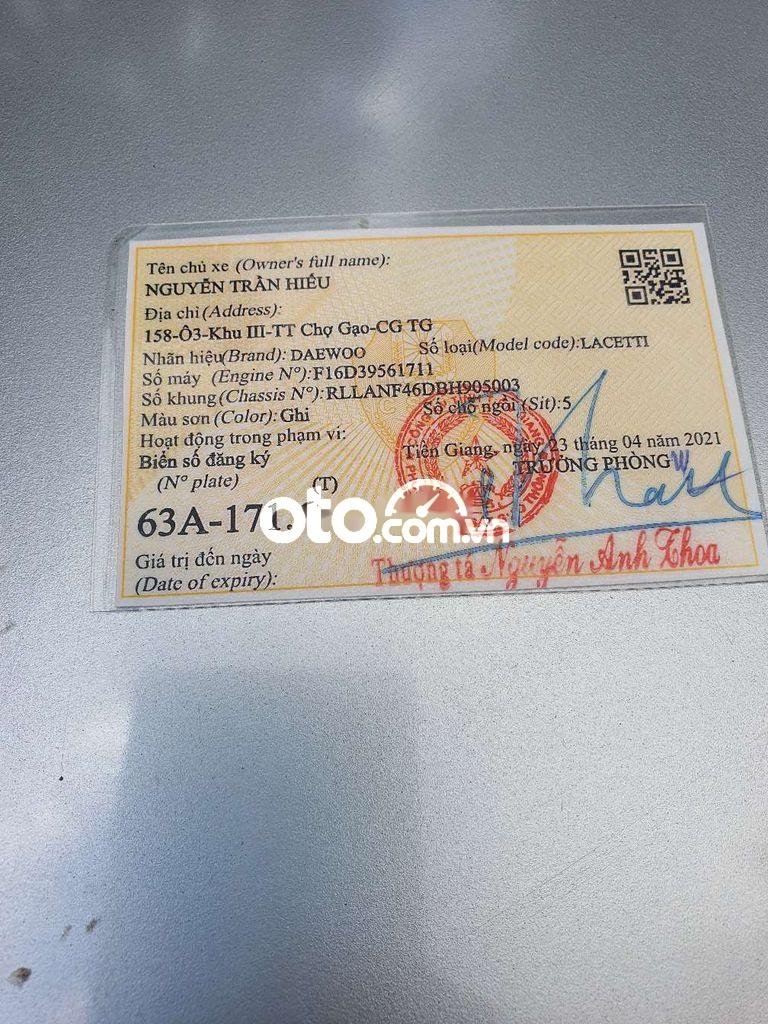 Tên chủ xe (Owner's full name):
NGUYỄN TRẦN HIẾU
Địa chỉ (Address):
158-Ô3-Khu III-TT Chợ Gạo-CG TG
Nhãn hiệu(Brand): DAEWOO Số loại(Model code):LACETTI
Số máy (Engine N°):F16D39561711
Số khung (Chassis N°):RLLANF46DBH905003
Màu sơn (Color): Ghi Số chỗ ngồi (Sit):5
Hoạt động trong phạm vi:
Tiền Giang, ngày 23 tháng 04 năm 2021
Biển số đăng ký TRƯỞNG PHÒNG
(N° plate) (T)
63A-171.
oto.com.vn
Giá trị đến ngày
(Date of expiry):
Thượng tá Nguyễn Anh Khoa